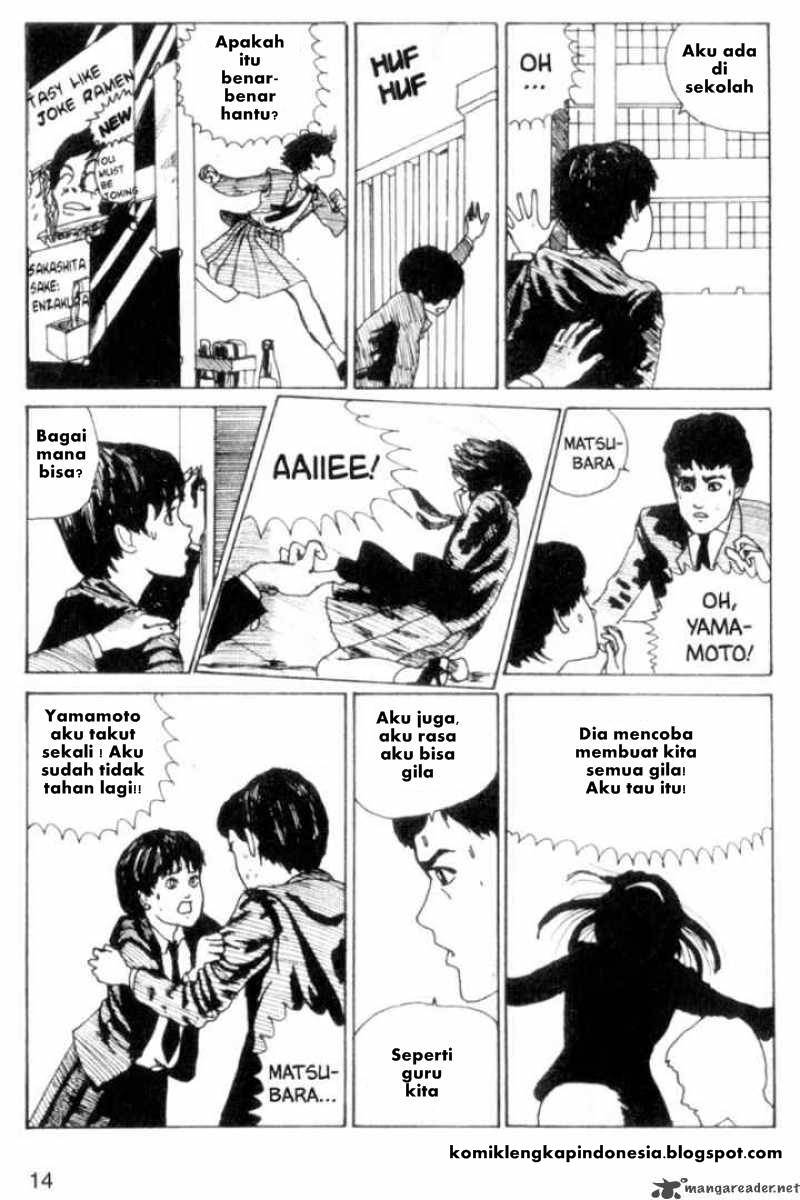 TASY LIKE
JOKE RAMEN
NEW
YOU
MUST
BE
JOKING
SAKASHITA
SAKE:
ENZAKURA
Apakah
itu
benar-
benar
hantu?
HUF
HUF
OH
...
Aku ada
di
sekolah
Bagai
mana
bisa?
AAIIEE!
MATSU-
BARA
OH,
YAMA-
MOTO!
Yamamoto
aku takut
sekali ! Aku
sudah tidak
tahan lagi!!
MATSU-
BARA...
Aku juga,
aku rasa
aku bisa
gila
Seperti
guru
kita
Dia mencoba
membuat kita
semua gila!
Aku tau itu!
komiklengkapindonesia.blogspot.com
14
mangareader.net